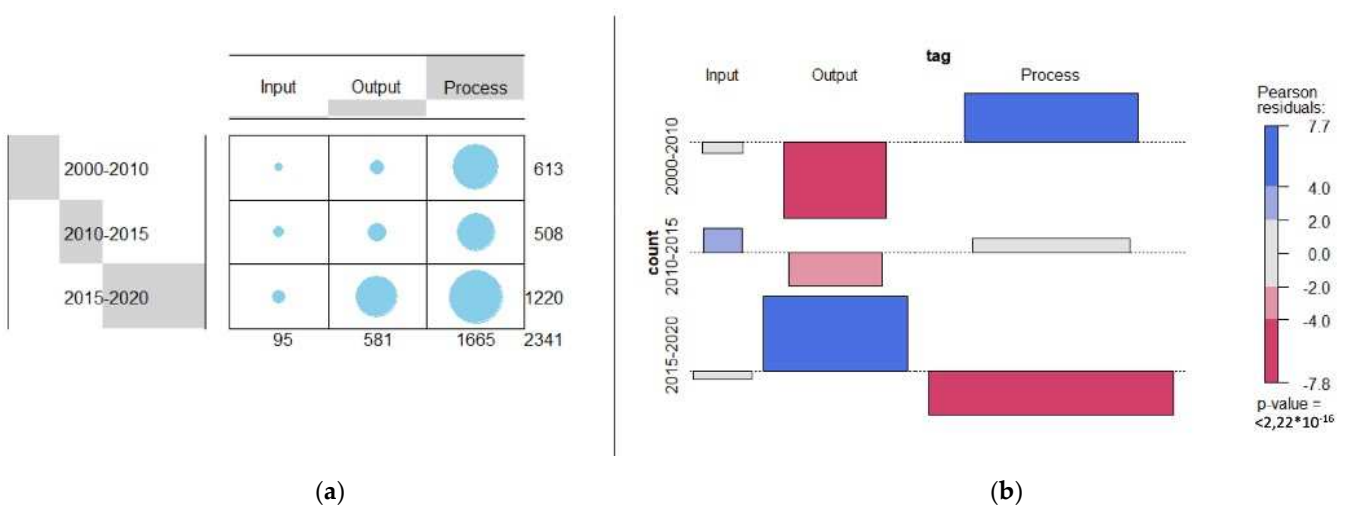 Input Output Process
2000-2010 613
2010-2015 508
2015-2020 1220
95 581 1665 2341
(a)
tag
Input Output Process
count
2000-2010
2010-2015
2015-2020
Pearson
residuals:
7.7
4.0
2.0
0.0
-2.0
-4.0
-7.8
p-value =
<2,22*10-16
(b)